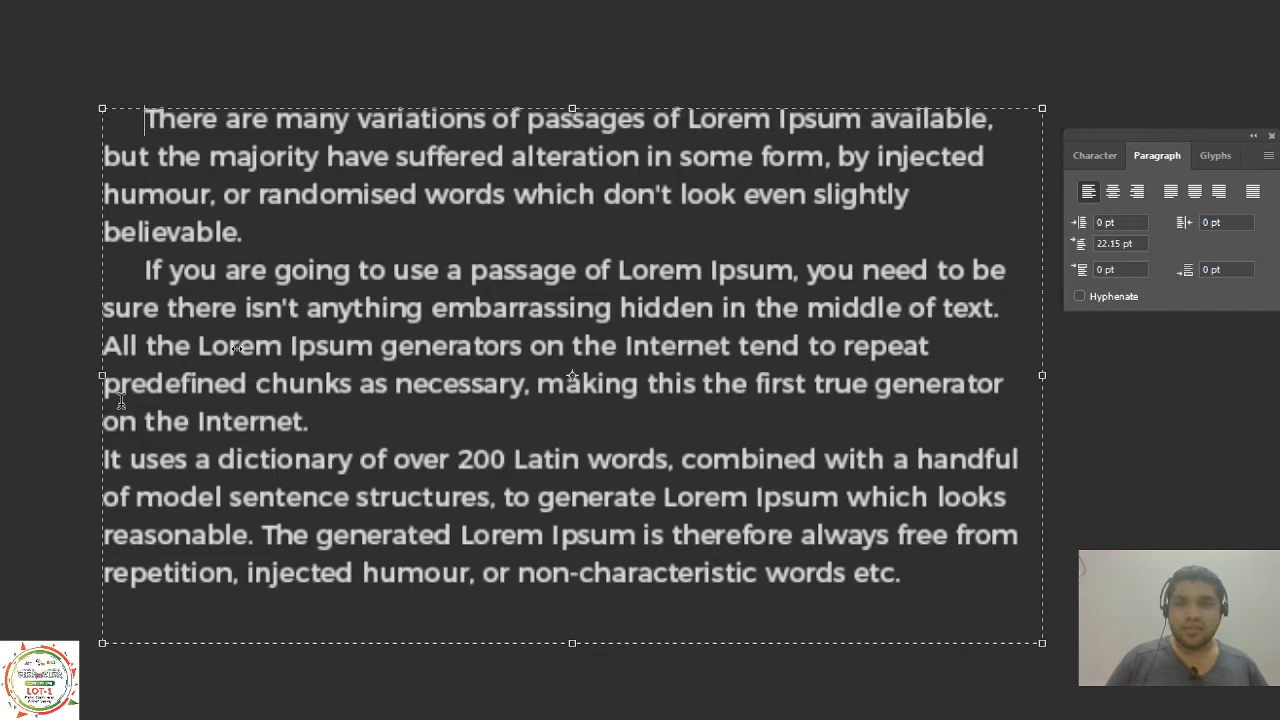 There are many variations of passages of Lorem Ipsum available,
but the majority have suffered alteration in some form, by injected
humour, or randomised words which don't look even slightly
believable.
If you are going to use a passage of Lorem Ipsum, you need to be
sure there isn't anything embarrassing hidden in the middle of text.
All the Lorem Ipsum generators on the Internet tend to repeat
predefined chunks as necessary, making this the first true generator
on the Internet.
It uses a dictionary of over 200 Latin words, combined with a handful
of model sentence structures, to generate Lorem Ipsum which looks
reasonable. The generated Lorem Ipsum is therefore always free from
repetition, injected humour, or non-characteristic words etc.
Character Paragraph Glyphs
0 pt 0 pt
22.15 pt
0 pt 0 pt
Hyphenate
LOT-1